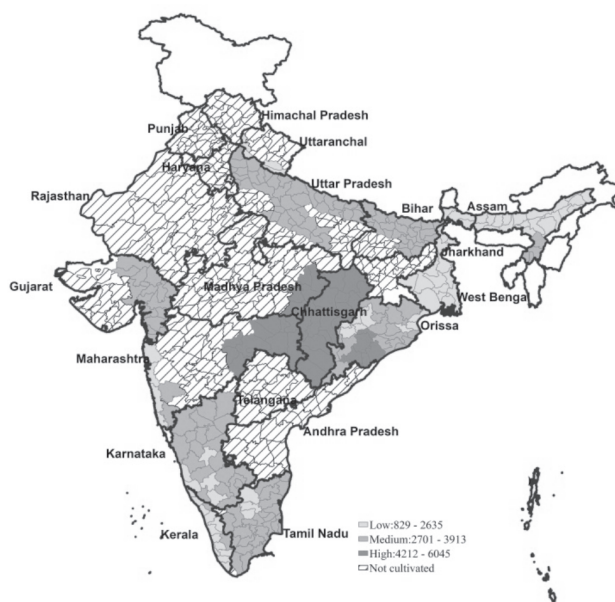 Himachal Pradesh
Punjab
Uttaranchal
Haryana
Rajasthan
Uttar Pradesh
Bihar
Assam
Jharkhand
Gujarat
Madhya Pradesh
West Bengal
Chhattisgarh
Orissa
Maharashtra
Telangana
Andhra Pradesh
Karnataka
Kerala
Tamil Nadu
Low:829 - 2635
Medium:2701 - 3913
High:4212 - 6045
Not cultivated